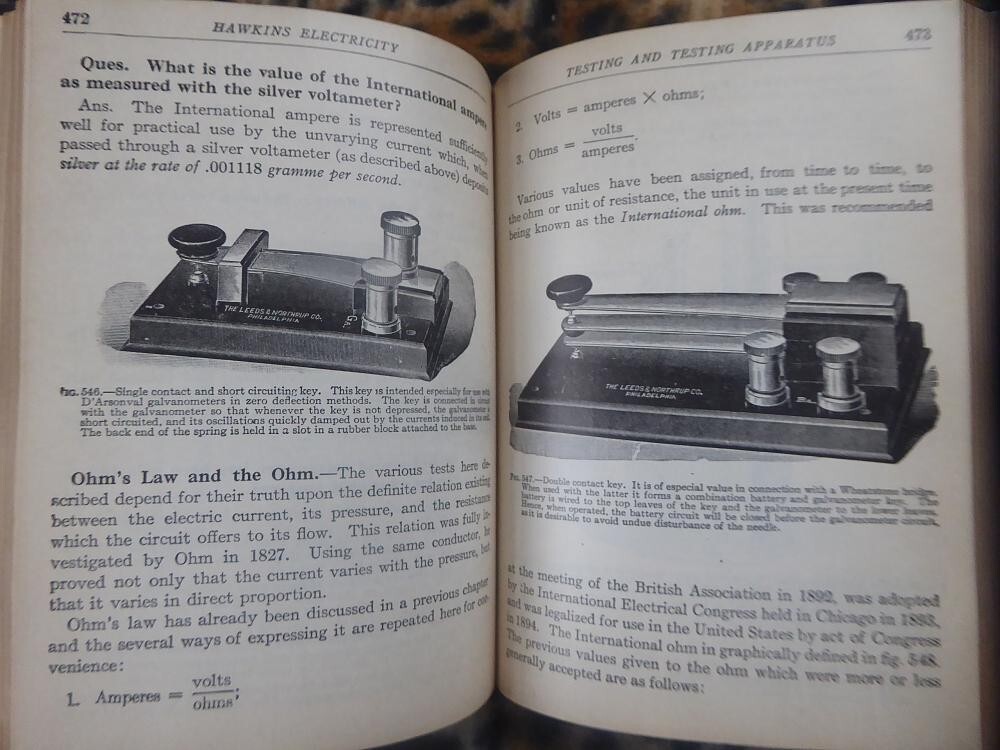 472
HAWKINS ELECTRICITY
Ques. What is the value of the International ampere
as measured with the silver voltameter?
Ans. The International ampere is represented sufficiently
well for practical use by the unvarying current which, when
passed through a silver voltameter (as described above) deposits
silver at the rate of .001118 gramme per second.
THE LEEDS & NORTHRUP CO.
PHILADELPHIA
GA.
FIG. 546.—Single contact and short circuiting key. This key is intended especially for use with
D'Arsonval galvanometers in zero deflection methods. The key is connected in
with the galvanometer so that whenever the key is not depressed, the galvanometer is
short circuited, and its oscillations quickly damped out by the currents induced in its
The back end of the spring is held in a slot in a rubber block attached to the base.
Ohm's Law and the Ohm.—The various tests here de-
scribed depend for their truth upon the definite relation existing
between the electric current, its pressure, and the resistance
which the circuit offers to its flow. This relation was fully in-
vestigated by Ohm in 1827. Using the same conductor, he
proved not only that the current varies with the pressure, but
that it varies in direct proportion.
Ohm's law has already been discussed in a previous chapter
and the several ways of expressing it are repeated here for con-
venience:
1. Amperes = volts
ohms;
TESTING AND TESTING APPARATUS
473
2. Volts = amperes × ohms;
3. Ohms = volts
amperes.
Various values have been assigned, from time to time, to
the ohm or unit of resistance, the unit in use at the present time
being known as the International ohm. This was recommended
THE LEEDS & NORTHRUP CO.
PHILADELPHIA
BA.
FIG. 547.—Double contact key. It is of especial value in connection with a Wheatstone bridge.
When used with the latter it forms a combination battery and galvanometer key. The
battery is wired to the top leaves of the key and the galvanometer to the lower leaves.
Hence, when operated, the battery circuit will be closed before the galvanometer circuit,
as it is desirable to avoid undue disturbance of the needle.
at the meeting of the British Association in 1892, was adopted
by the International Electrical Congress held in Chicago in 1893,
and was legalized for use in the United States by act of Congress
in 1894. The International ohm in graphically defined in fig. 548.
The previous values given to the ohm which were more or less
generally accepted are as follows: